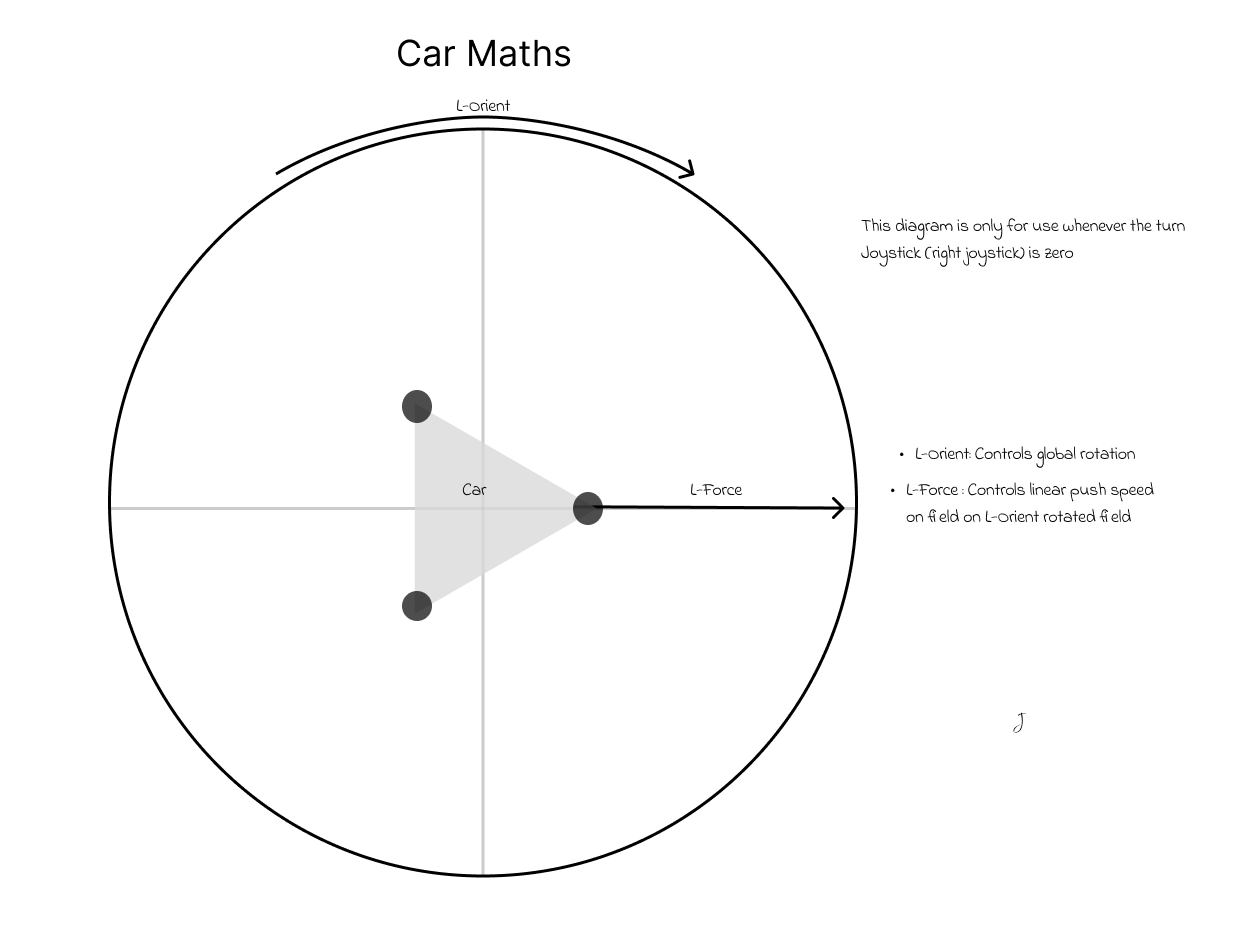 Car Maths
L-Orient
This diagram is only for use whenever the turn
Joystick (right joystick) is zero
• L-Orient: Controls global rotation
Car
L-Force
• L-Force : Controls linear push speed
on field on L-Orient rotated field
J